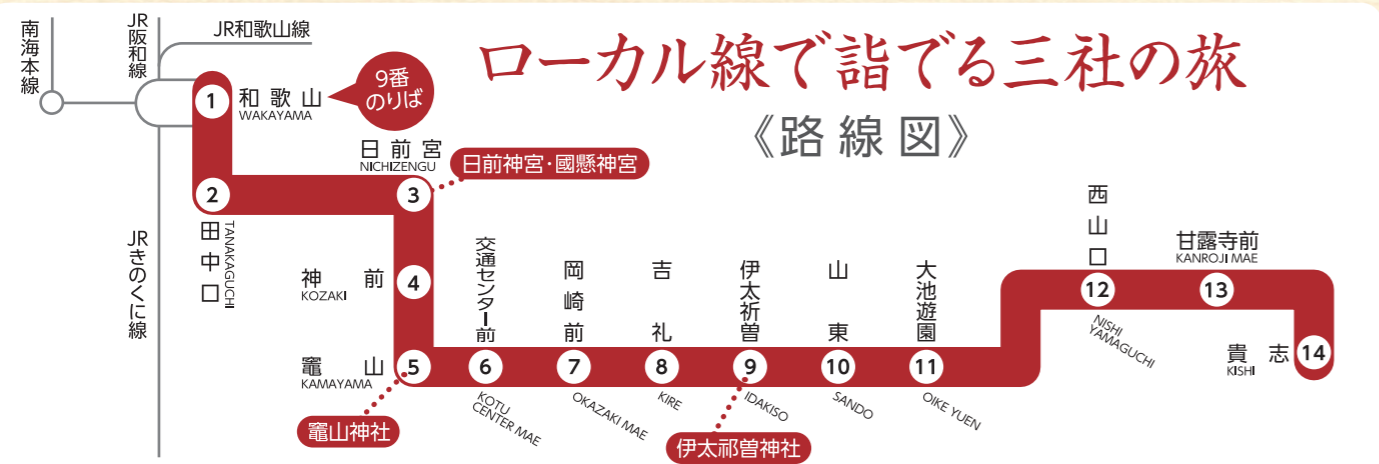 ローカル線で詣でる三社の旅
《路線図》
南海本線
JR阪和線
JR和歌山線
JRきのくに線
9番
のりば
1
和歌山
WAKAYAMA
2
田中口
TANAKAGUCHI
3
日前宮
NICHIZENGU
日前神宮・國懸神宮
4
神前
KOZAKI
5
竈山
KAMAYAMA
竈山神社
6
交通センター前
KOTU
CENTER MAE
7
岡崎前
OKAZAKI MAE
8
吉礼
KIRE
9
伊太祈曽
IDAKISO
伊太祁曽神社
10
山東
SANDO
11
大池遊園
OIKE YUEN
12
西山口
NISHI
YAMAGUCHI
13
甘露寺前
KANROJI MAE
14
貴志
KISHI